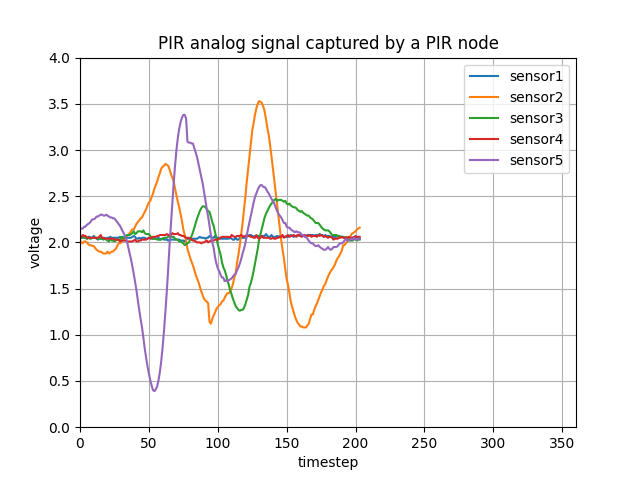 PIR analog signal captured by a PIR node
4.0
3.5
3.0
2.5
2.0
1.5
1.0
0.5
0.0
voltage
sensor1
sensor2
sensor3
sensor4
sensor5
0 50 100 150 200 250 300 350
timestep